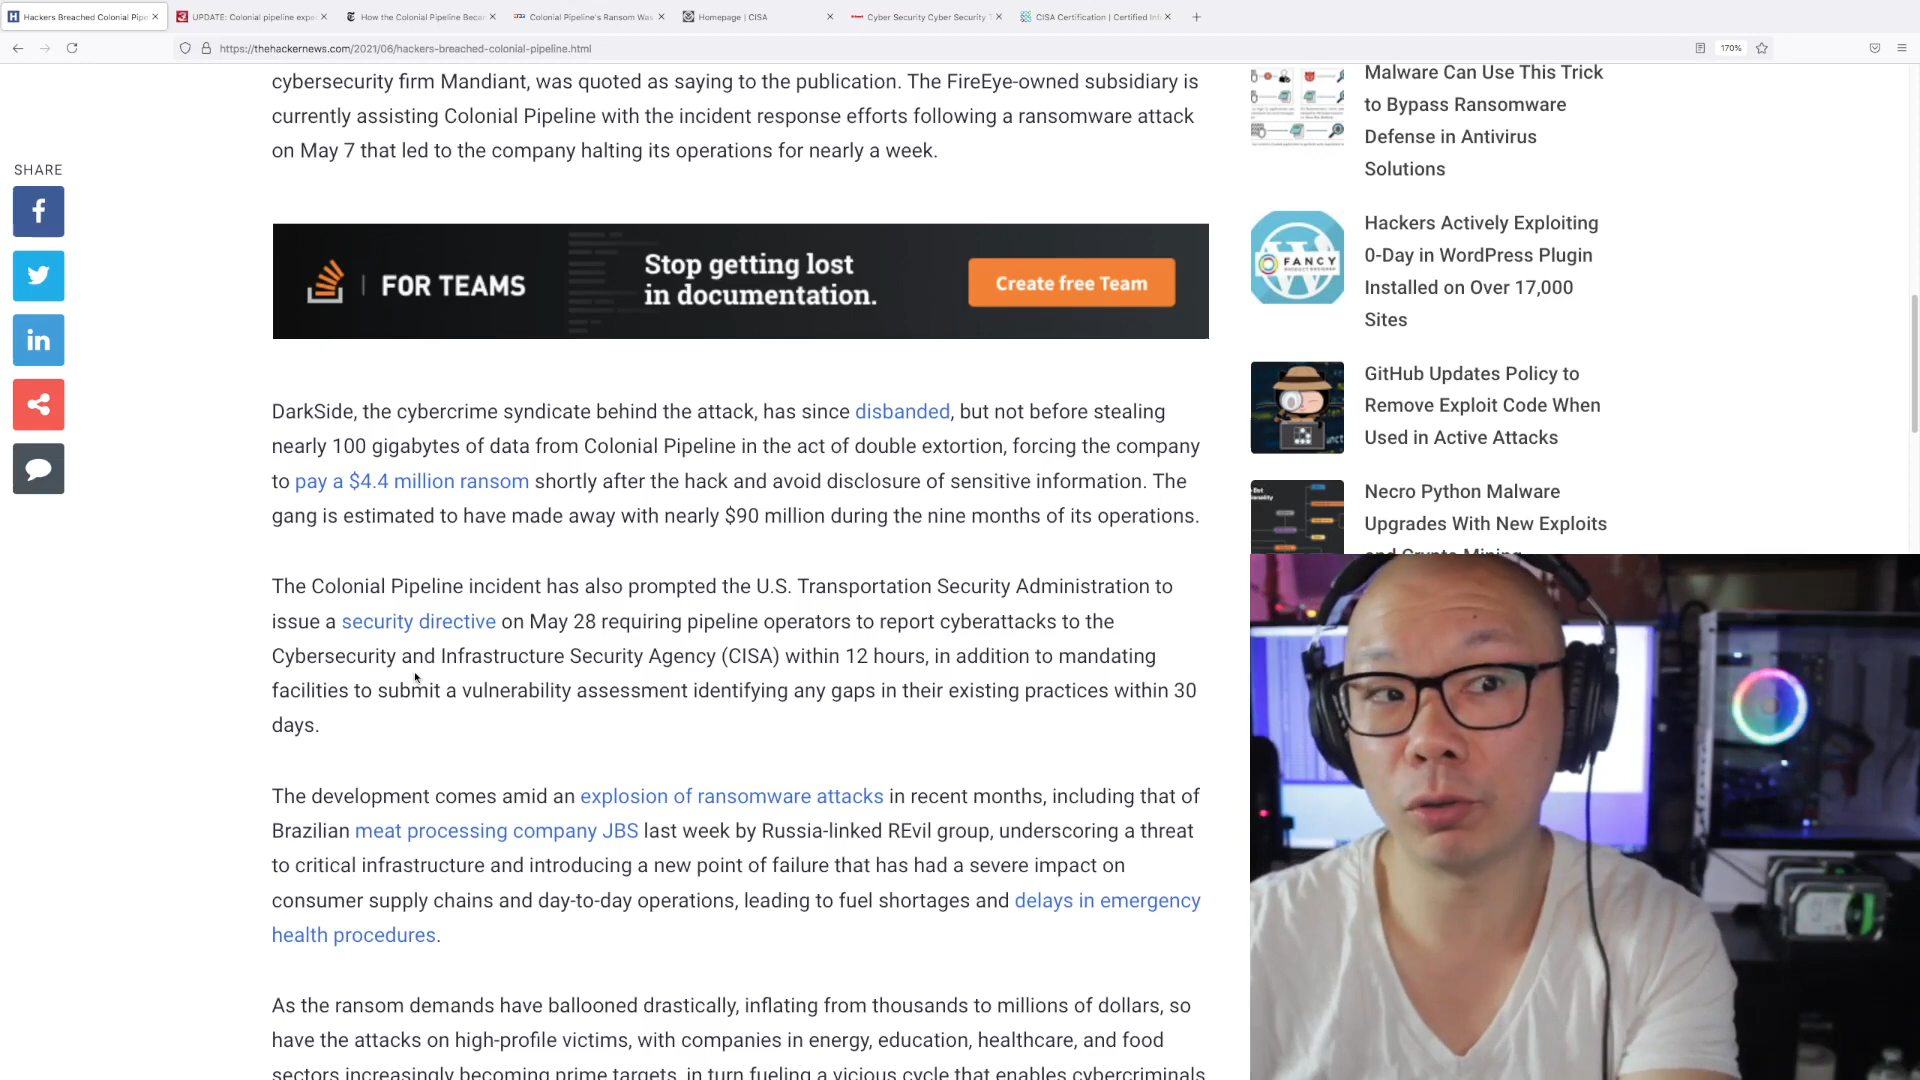 Hackers Breached Colonial Pipe
UPDATE: Colonial pipeline expe
How the Colonial Pipeline Becar
Colonial Pipeline's Ransom Was
Homepage | CISA
Cyber Security Cyber Security T
CISA Certification | Certified Inf
https://thehackernews.com/2021/06/hackers-breached-colonial-pipeline.html
170%
cybersecurity firm Mandiant, was quoted as saying to the publication. The FireEye-owned subsidiary is
currently assisting Colonial Pipeline with the incident response efforts following a ransomware attack
on May 7 that led to the company halting its operations for nearly a week.
SHARE
FOR TEAMS
Stop getting lost
in documentation.
Create free Team
DarkSide, the cybercrime syndicate behind the attack, has since disbanded, but not before stealing
nearly 100 gigabytes of data from Colonial Pipeline in the act of double extortion, forcing the company
to pay a $4.4 million ransom shortly after the hack and avoid disclosure of sensitive information. The
gang is estimated to have made away with nearly $90 million during the nine months of its operations.
The Colonial Pipeline incident has also prompted the U.S. Transportation Security Administration to
issue a security directive on May 28 requiring pipeline operators to report cyberattacks to the
Cybersecurity and Infrastructure Security Agency (CISA) within 12 hours, in addition to mandating
facilities to submit a vulnerability assessment identifying any gaps in their existing practices within 30
days.
The development comes amid an explosion of ransomware attacks in recent months, including that of
Brazilian meat processing company JBS last week by Russia-linked REvil group, underscoring a threat
to critical infrastructure and introducing a new point of failure that has had a severe impact on
consumer supply chains and day-to-day operations, leading to fuel shortages and delays in emergency
health procedures.
As the ransom demands have ballooned drastically, inflating from thousands to millions of dollars, so
have the attacks on high-profile victims, with companies in energy, education, healthcare, and food
sectors increasingly becoming prime targets, in turn fueling a vicious cycle that enables cybercriminals
Malware Can Use This Trick
to Bypass Ransomware
Defense in Antivirus
Solutions
FANCY
Hackers Actively Exploiting
0-Day in WordPress Plugin
Installed on Over 17,000
Sites
GitHub Updates Policy to
Remove Exploit Code When
Used in Active Attacks
Necro Python Malware
Upgrades With New Exploits
and Crypto Mining